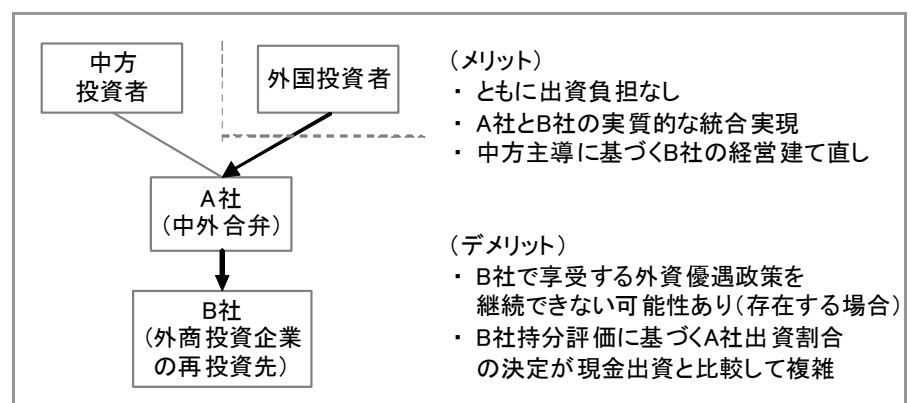 中方
投資者
外国投資者
A社
(中外合弁)
B社
(外商投資企業
の再投資先)
(メリット)
・ ともに出資負担なし
・ A社とB社の実質的な統合実現
・ 中方主導に基づくB社の経営建て直し
(デメリット)
・ B社で享受する外資優遇政策を
継続できない可能性あり(存在する場合)
・ B社持分評価に基づくA社出資割合
の決定が現金出資と比較して複雑